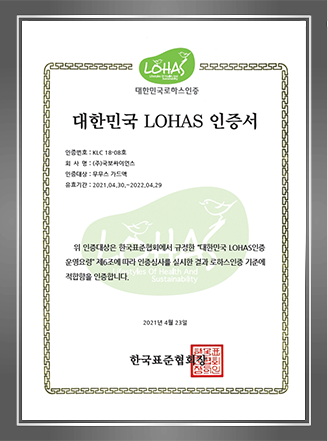 LOHAS
대한민국로하스인증
대한민국 LOHAS 인증서
인증번호 : KLC 18-08호
회 사 명 : (주)국보싸이언스
인증대상 : 무무스 가드액
유효기간 : 2021.04.30.~2022.04.29
LOHAS
Lifestyles Of Health And
Sustainability
위 인증대상은 한국표준협회에서 규정한 "대한민국 LOHAS인증
운영요령" 제6조에 따라 인증심사를 실시한 결과 로하스인증 기준에
적합함을 인증합니다.
2021년 4월 23일
한국표준협회장